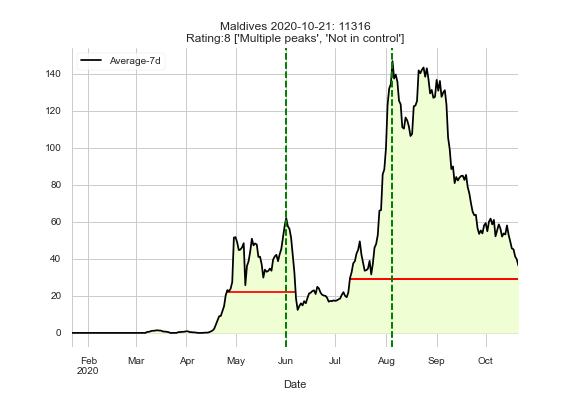 Maldives 2020-10-21: 11316
Rating:8 ['Multiple peaks', 'Not in control']
Average-7d
140
120
100
80
60
40
20
0
Feb Mar Apr May Jun Jul Aug Sep Oct
2020
Date